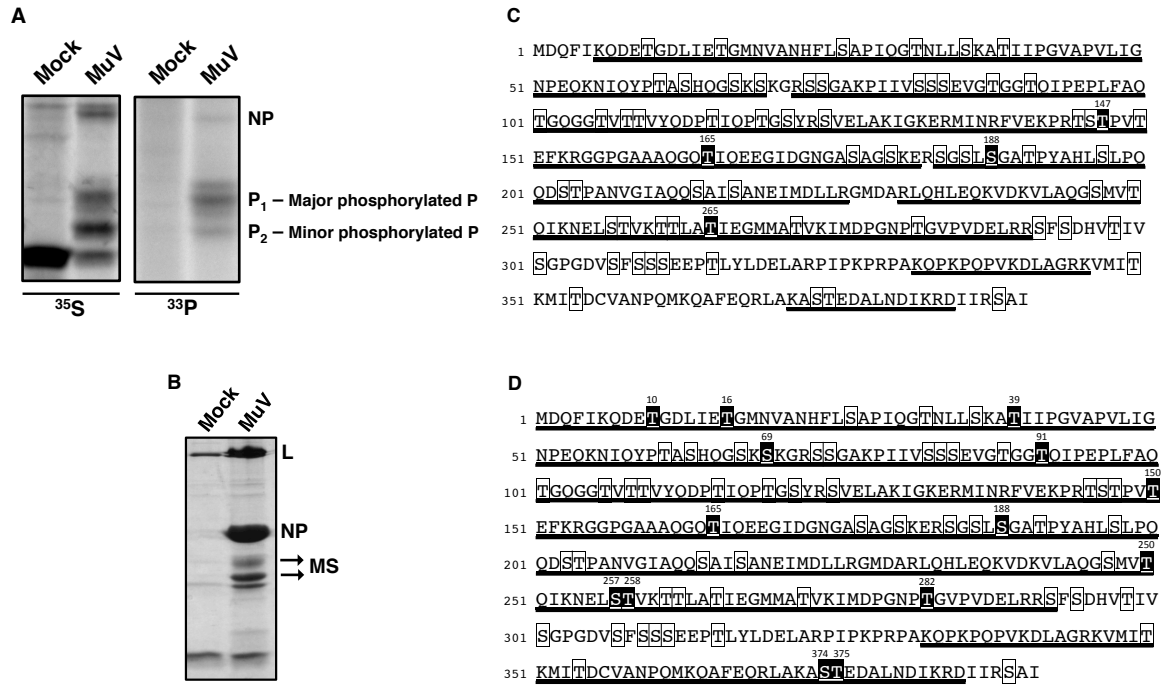 A
Mock MuV Mock MuV
NP
P1 – Major phosphorylated P
P2 – Minor phosphorylated P
35S 33P
B
Mock MuV
L
NP
MS
C
1 MDQFIKQDETGDLIETGMNVANHFLSAPIQGTNLLSKATIIPGVAPVLIG
51 NPEQKNIQYPTASHQGSKSKGRSSGAKPIIVSSSEVGTGGTQIPEPLFAQ
147
101 TGQGGTVTTVYQDPTIQPTGSYRSVELAKIGKERMINRFVEKPRTSTPVT
165 188
151 EFKRGGPGAAAQGQTIQEEGIDGNGASAGSKERSGSLSGATPYAHLSLPQ
201 QDSTPANVGIAQQSAISANEIMDLLRGMDARLQHLEQKVDKVLAQGSMVT
265
251 QIKNELSTVKTTLATIEGMMATVKIMDPGNPTGVPVDELRRSFSDHVTIV
301 SGPGDVSFSSSEEPTLYLDELARPIPKPRPAKQPKPQPVKDLAGRKVMIT
351 KMITDCVANPQMKQAFEQRLAKASTEDALNDIKRDIIRSAI
D
10 16 39
1 MDQFIKQDETGDLIETGMNVANHFLSAPIQGTNLLSKATIIPGVAPVLIG
69 91
51 NPEQKNIQYPTASHQGSKSKGRSSGAKPIIVSSSEVGTGGTQIPEPLFAQ
150
101 TGQGGTVTTVYQDPTIQPTGSYRSVELAKIGKERMINRFVEKPRTSTPVT
165 188
151 EFKRGGPGAAAQGQTIQEEGIDGNGASAGSKERSGSLSGATPYAHLSLPQ
250
201 QDSTPANVGIAQQSAISANEIMDLLRGMDARLQHLEQKVDKVLAQGSMVT
257 258 282
251 QIKNELSTVKTTLATIEGMMATVKIMDPGNPTGVPVDELRRSFSDHVTIV
301 SGPGDVSFSSSEEPTLYLDELARPIPKPRPAKQPKPQPVKDLAGRKVMIT
374 375
351 KMITDCVANPQMKQAFEQRLAKASTEDALNDIKRDIIRSAI